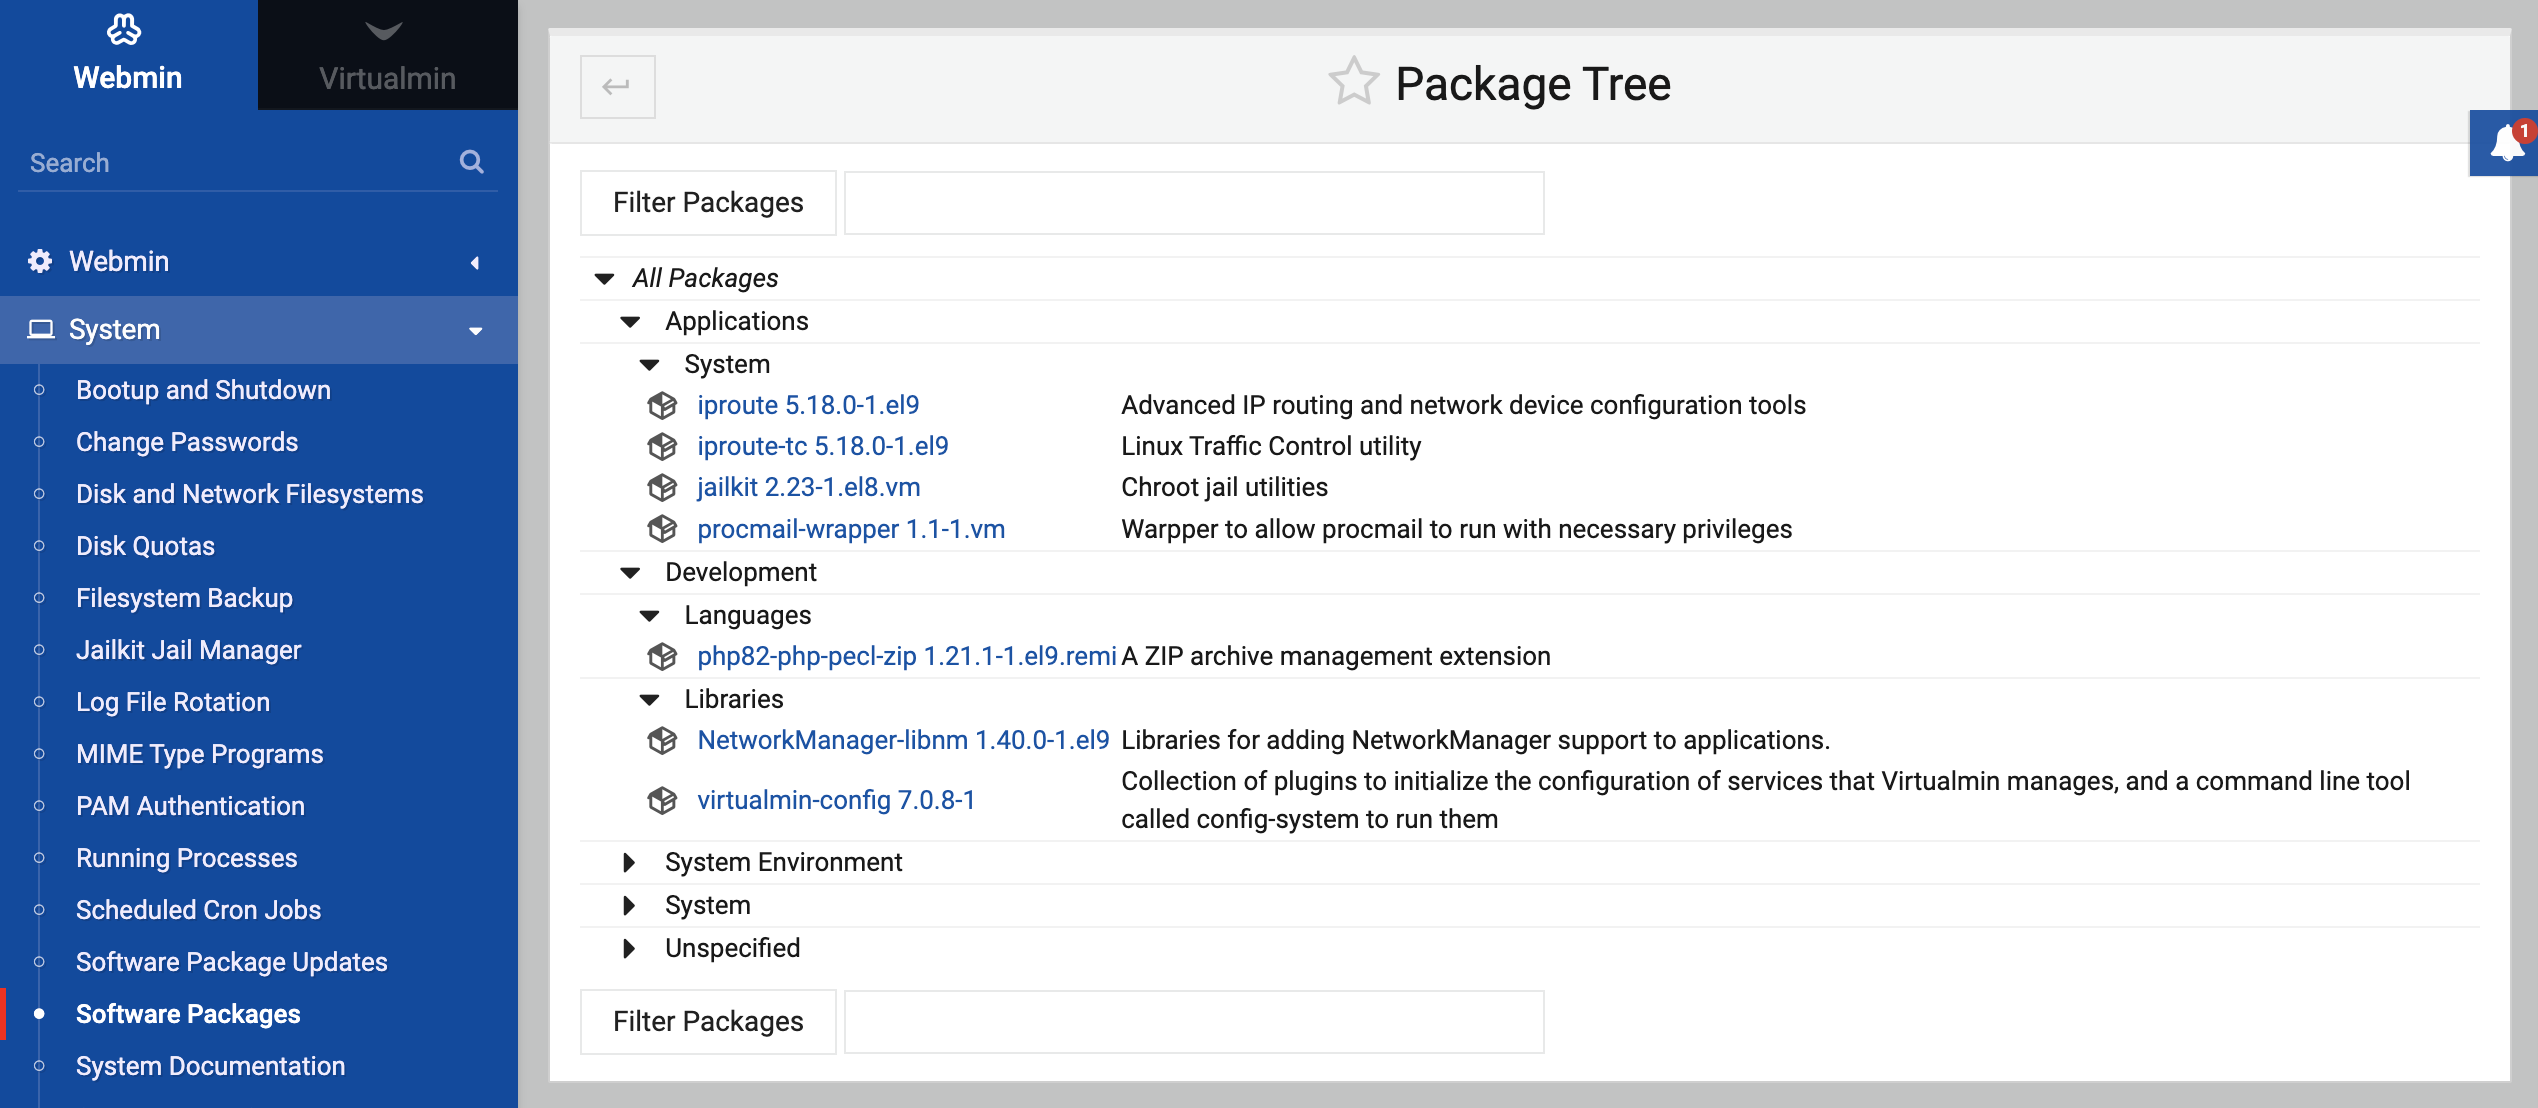 Webmin
Virtualmin
Search
Webmin
System
Bootup and Shutdown
Change Passwords
Disk and Network Filesystems
Disk Quotas
Filesystem Backup
Jailkit Jail Manager
Log File Rotation
MIME Type Programs
PAM Authentication
Running Processes
Scheduled Cron Jobs
Software Package Updates
Software Packages
System Documentation
Package Tree
1
Filter Packages
All Packages
Applications
System
iproute 5.18.0-1.el9 Advanced IP routing and network device configuration tools
iproute-tc 5.18.0-1.el9 Linux Traffic Control utility
jailkit 2.23-1.el8.vm Chroot jail utilities
procmail-wrapper 1.1-1.vm Warpper to allow procmail to run with necessary privileges
Development
Languages
php82-php-pecl-zip 1.21.1-1.el9.remi A ZIP archive management extension
Libraries
NetworkManager-libnm 1.40.0-1.el9 Libraries for adding NetworkManager support to applications.
virtualmin-config 7.0.8-1 Collection of plugins to initialize the configuration of services that Virtualmin manages, and a command line tool
called config-system to run them
System Environment
System
Unspecified
Filter Packages